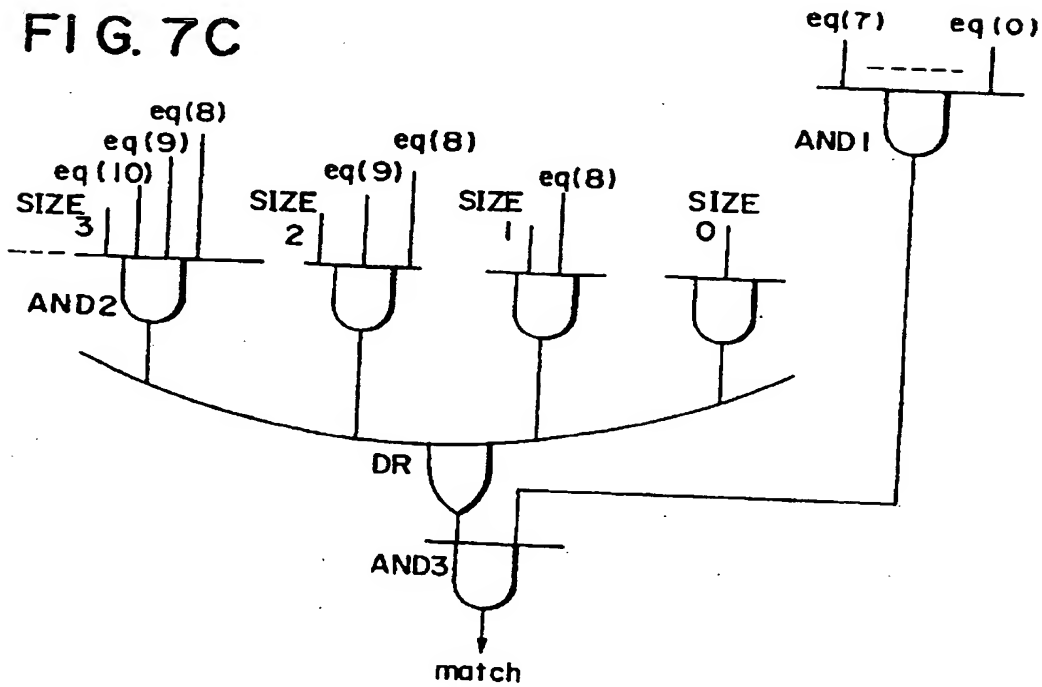 FIG. 7C
eq(7) eq(0)
AND1
eq(8)
eq(9)
eq(10)
SIZE
3
AND2
eq(8)
eq(9)
SIZE
2
eq(8)
SIZE
1
SIZE
0
DR
AND3
match